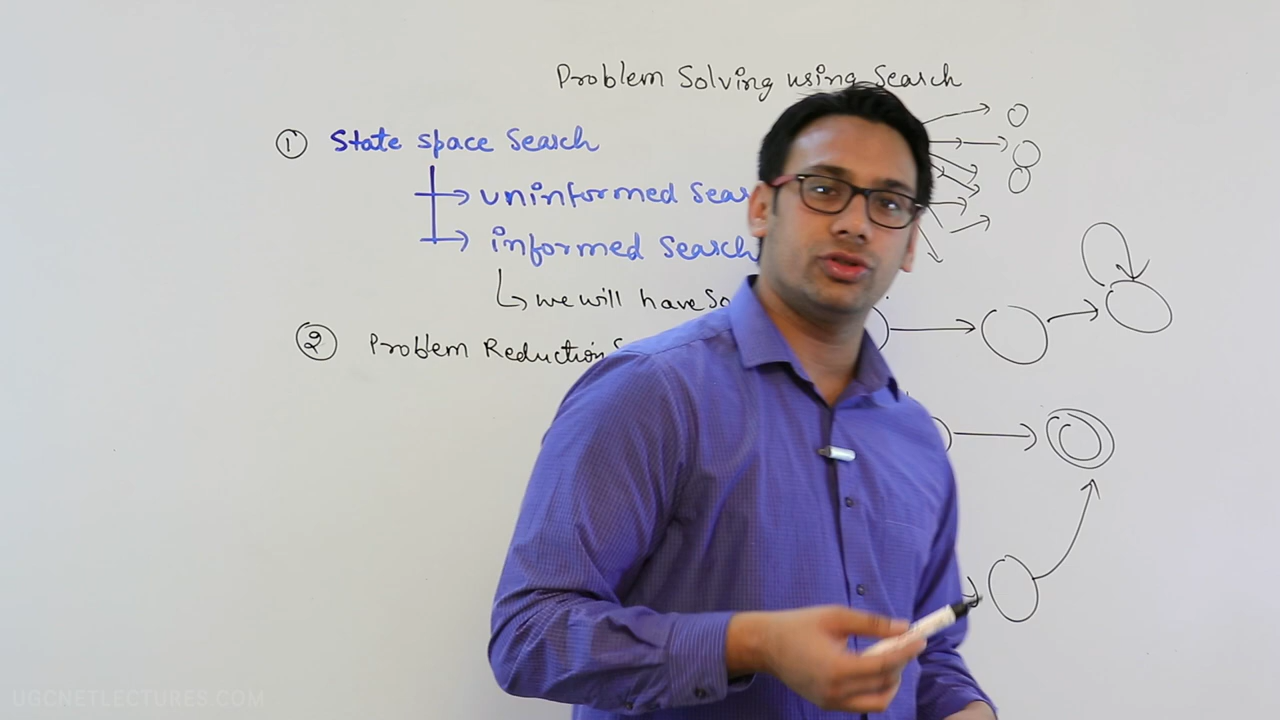 Problem Solving using Search
① State space Search
uninformed Sear
informed Search
we will have so
② Problem Reduction
UGCNETLECTURES.COM